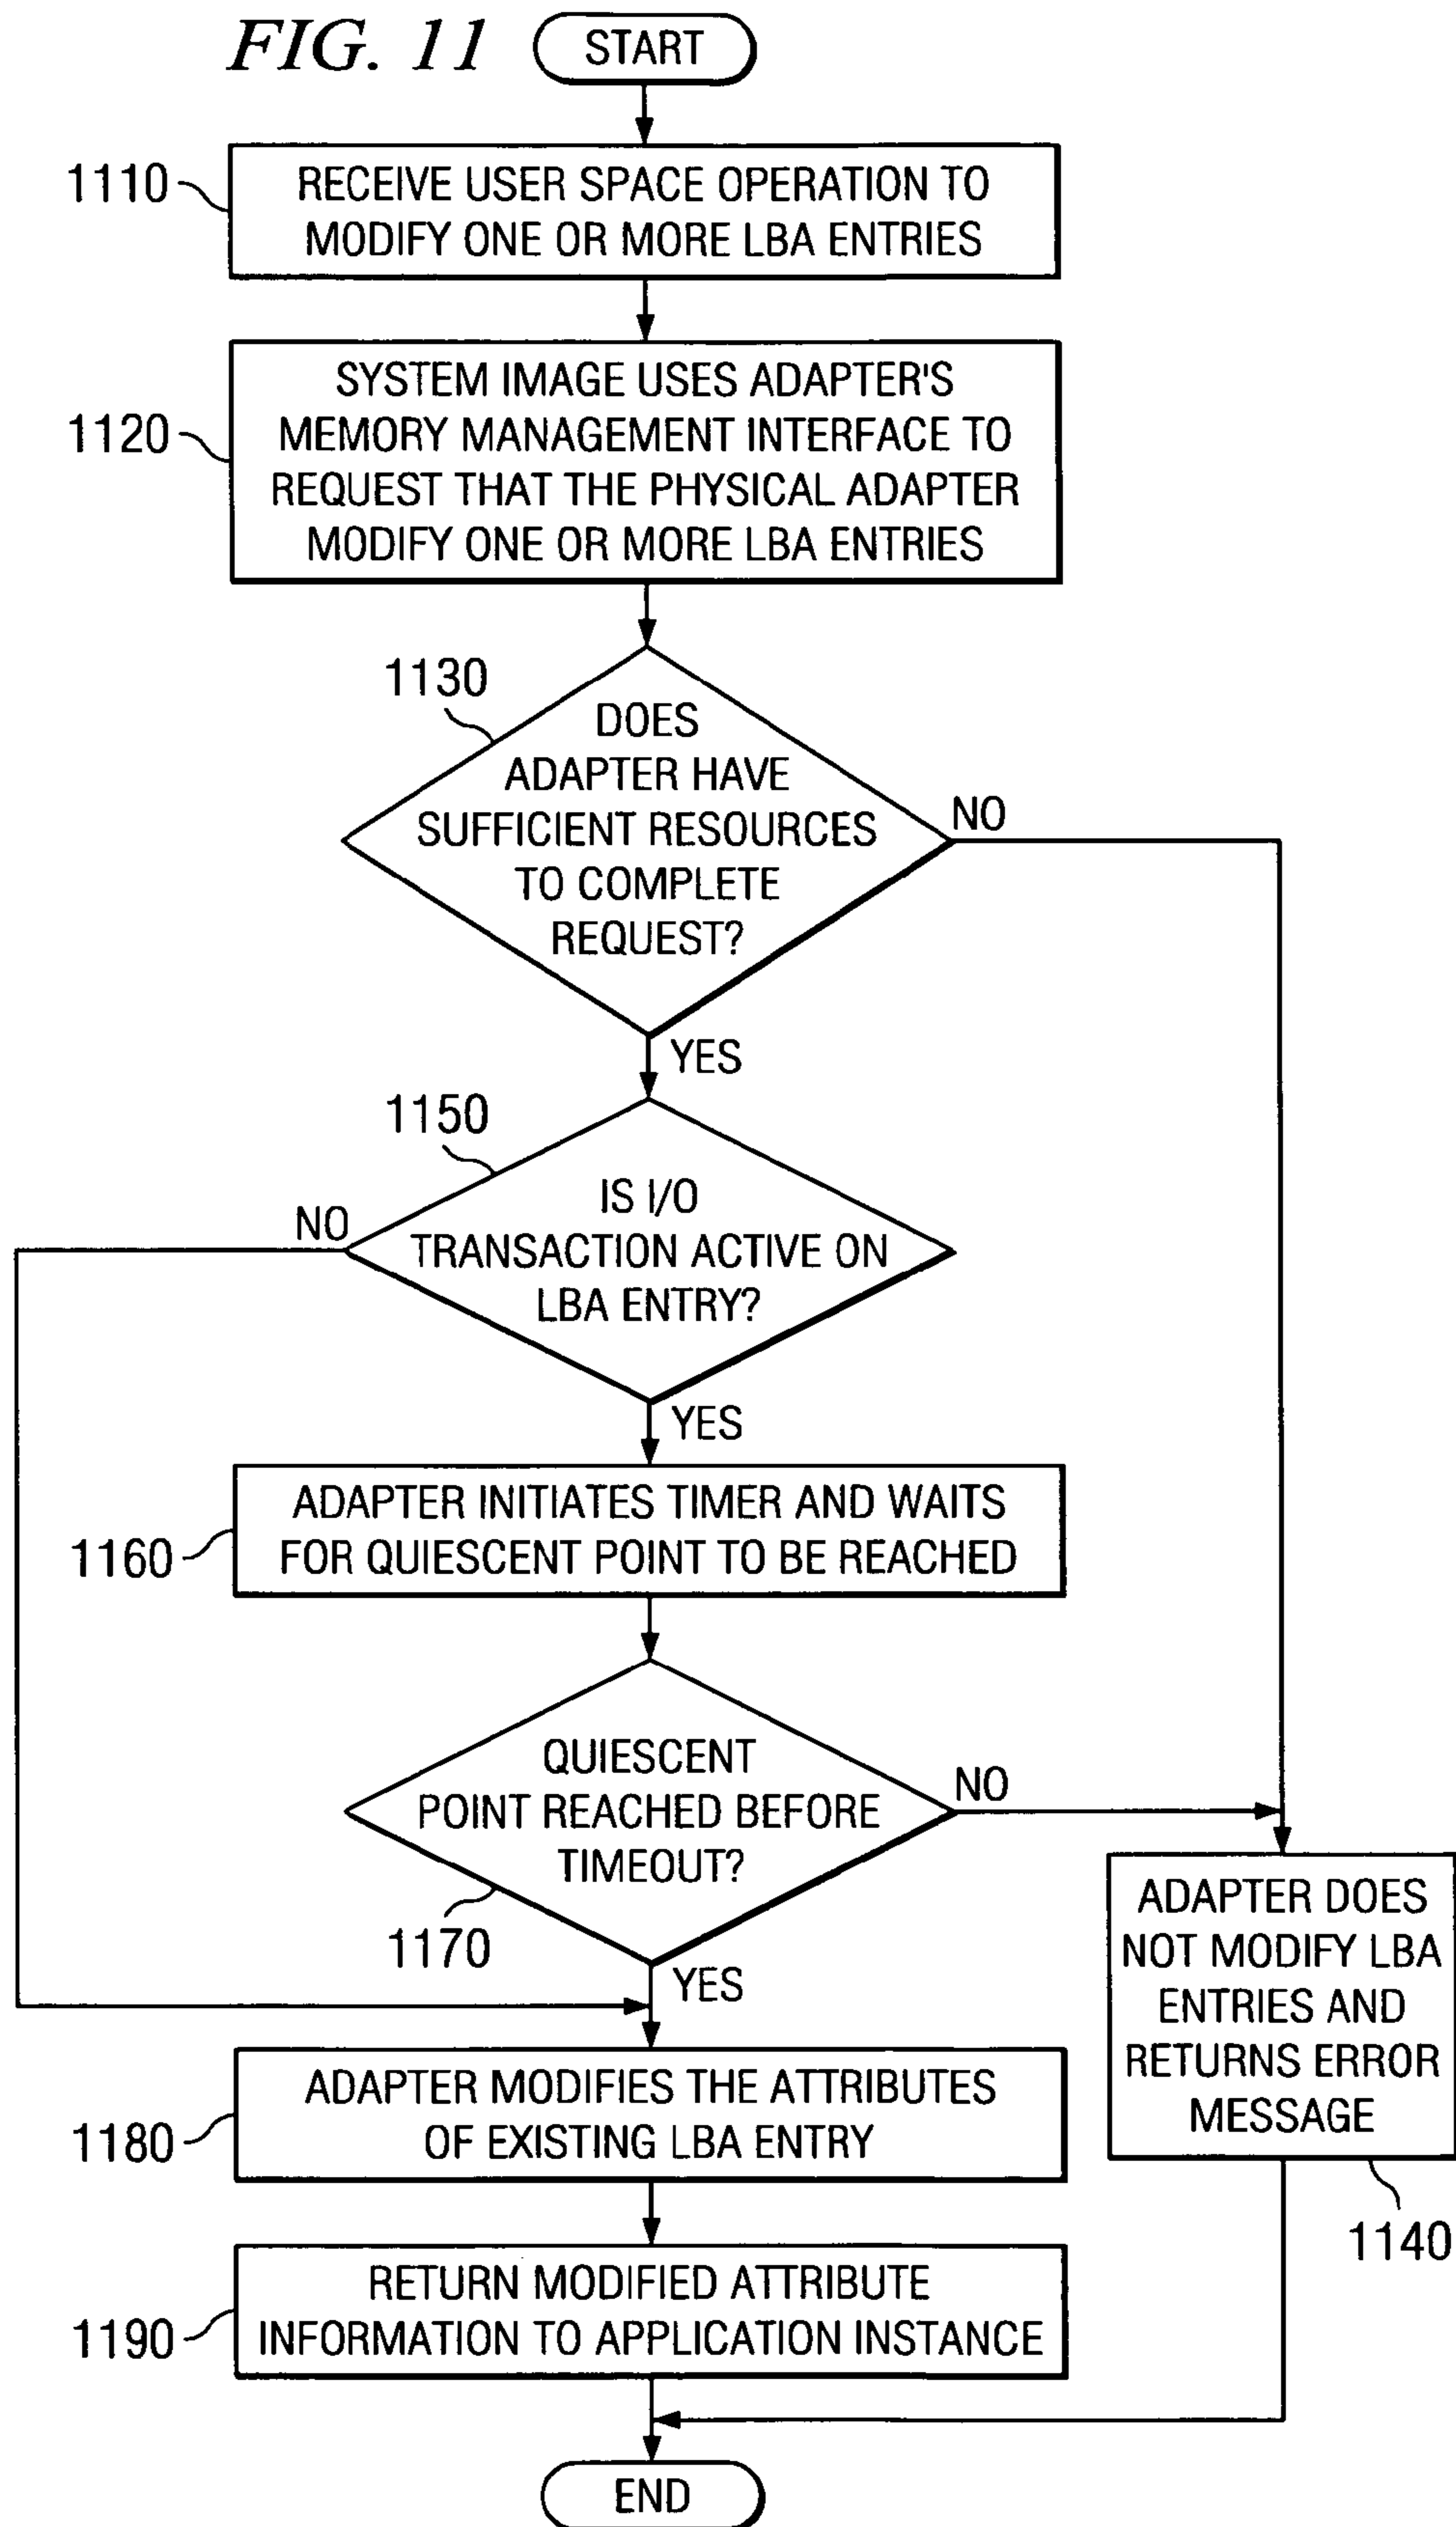 FIG. 11
START
1110
RECEIVE USER SPACE OPERATION TO
MODIFY ONE OR MORE LBA ENTRIES
1120
SYSTEM IMAGE USES ADAPTER'S
MEMORY MANAGEMENT INTERFACE TO
REQUEST THAT THE PHYSICAL ADAPTER
MODIFY ONE OR MORE LBA ENTRIES
1130
DOES
ADAPTER HAVE
SUFFICIENT RESOURCES
TO COMPLETE
REQUEST?
NO
YES
1150
IS I/O
TRANSACTION ACTIVE ON
LBA ENTRY?
NO
YES
1160
ADAPTER INITIATES TIMER AND WAITS
FOR QUIESCENT POINT TO BE REACHED
QUIESCENT
POINT REACHED BEFORE
TIMEOUT?
NO
1170
YES
ADAPTER DOES
NOT MODIFY LBA
ENTRIES AND
RETURNS ERROR
MESSAGE
1140
1180
ADAPTER MODIFIES THE ATTRIBUTES
OF EXISTING LBA ENTRY
1190
RETURN MODIFIED ATTRIBUTE
INFORMATION TO APPLICATION INSTANCE
END